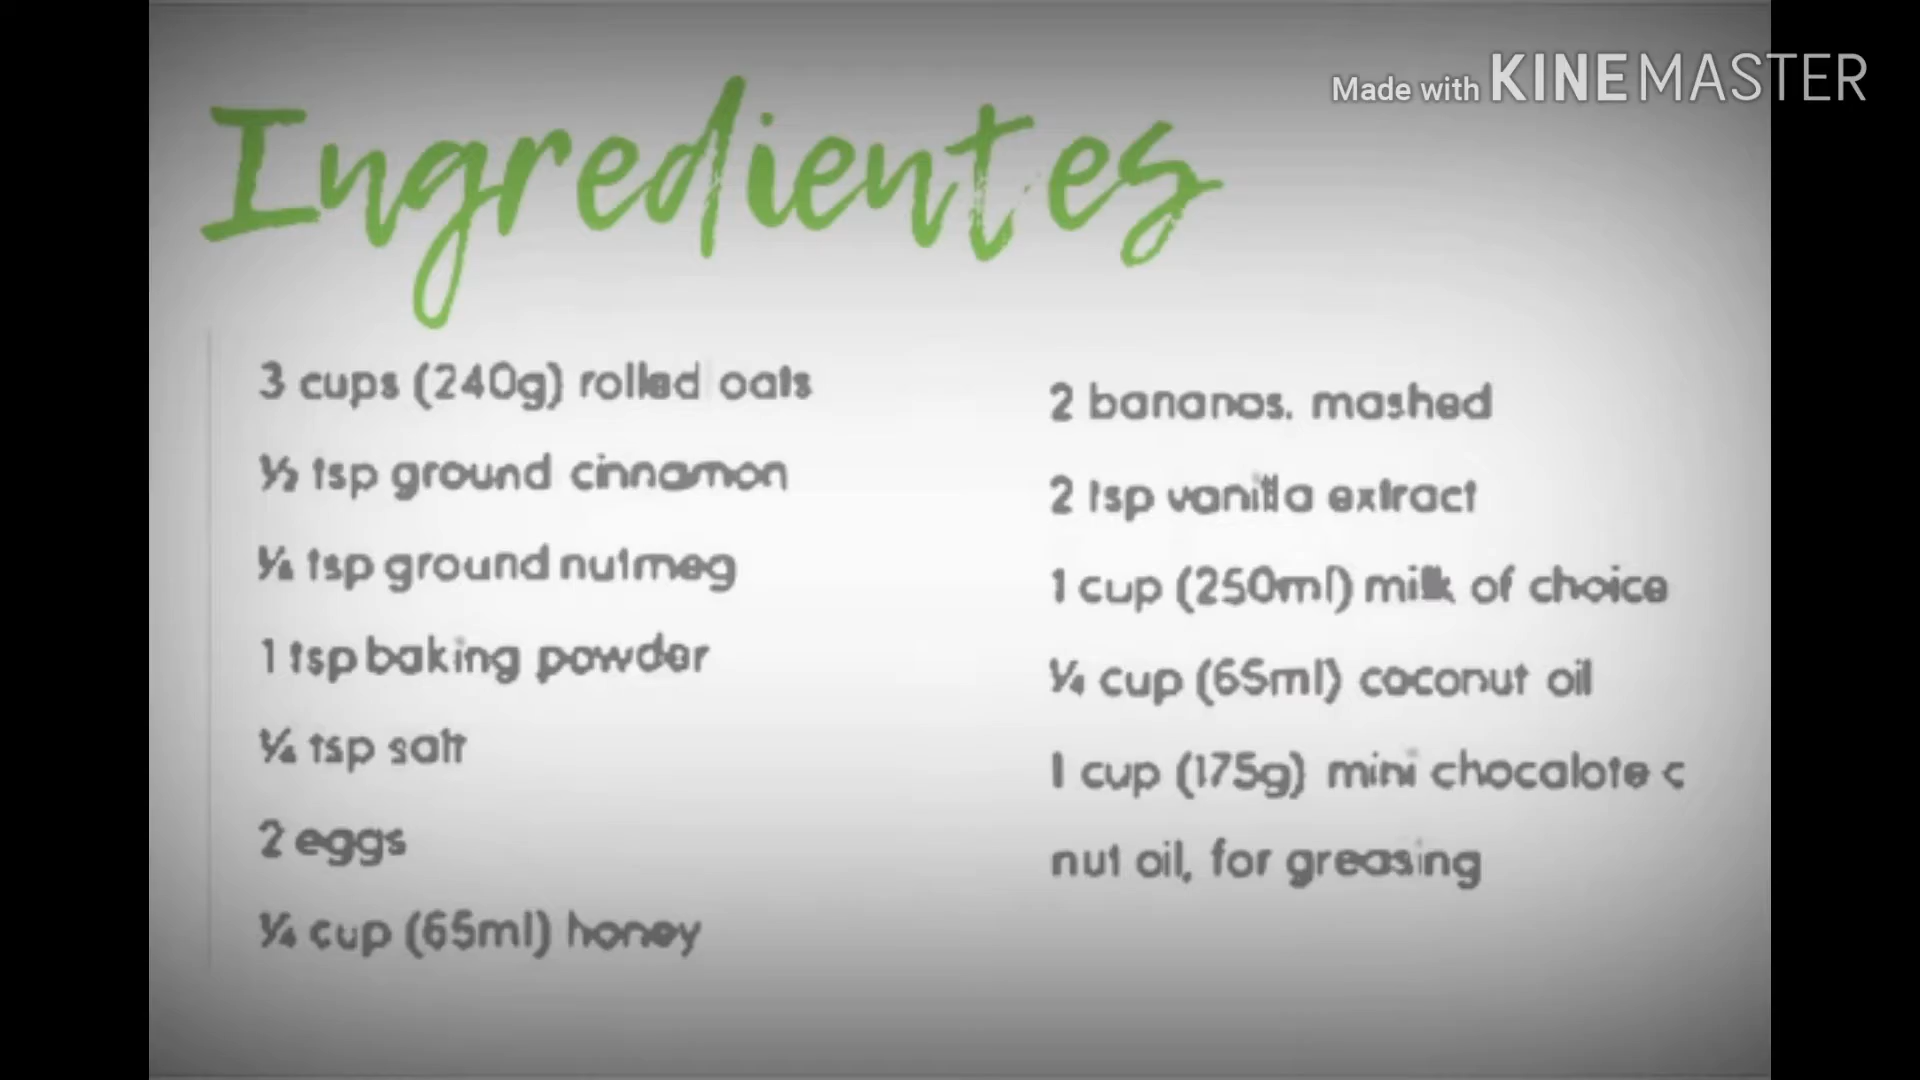 Made with KINEMASTER
Ingredientes
3 cups (240g) rolled oats
½ tsp ground cinnamon
¼ tsp ground nutmeg
1 tsp baking powder
¼ tsp salt
2 eggs
¼ cup (65ml) honey
2 bananas, mashed
2 tsp vanilla extract
1 cup (250ml) milk of choice
¼ cup (65ml) coconut oil
1 cup (175g) mini chocalote c
nut oil, for greasing